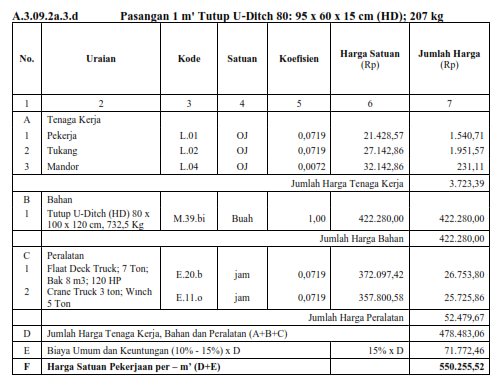 A.3.09.2a.3.d Pasangan 1 m' Tutup U-Ditch 80: 95 x 60 x 15 cm (HD); 207 kg
No. Uraian Kode Satuan Koefisien Harga Satuan (Rp) Jumlah Harga (Rp)
1 2 3 4 5 6 7
A Tenaga Kerja
1 Pekerja L.01 OJ 0,0719 21.428,57 1.540,71
2 Tukang L.02 OJ 0,0719 27.142,86 1.951,57
3 Mandor L.04 OJ 0,0072 32.142,86 231,11
Jumlah Harga Tenaga Kerja 3.723,39
B Bahan
1 Tutup U-Ditch (HD) 80 x
100 x 120 cm, 732,5 Kg M.39.bi Buah 1,00 422.280,00 422.280,00
Jumlah Harga Bahan 422.280,00
C Peralatan
1 Flaat Deck Truck; 7 Ton;
Bak 8 m3; 120 HP E.20.b jam 0,0719 372.097,42 26.753,80
2 Crane Truck 3 ton; Winch
5 Ton E.11.o jam 0,0719 357.800,58 25.725,86
Jumlah Harga Peralatan 52.479,67
D Jumlah Harga Tenaga Kerja, Bahan dan Peralatan (A+B+C) 478.483,06
E Biaya Umum dan Keuntungan (10% - 15%) x D 15% x D 71.772,46
F Harga Satuan Pekerjaan per – m' (D+E) 550.255,52